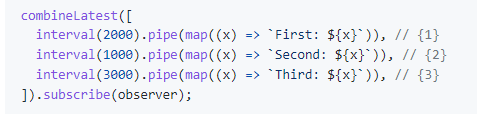 combineLatest([
  interval(2000).pipe(map((x) => `First: ${x}`)), // {1}
  interval(1000).pipe(map((x) => `Second: ${x}`)), // {2}
  interval(3000).pipe(map((x) => `Third: ${x}`)), // {3}
]).subscribe(observer);